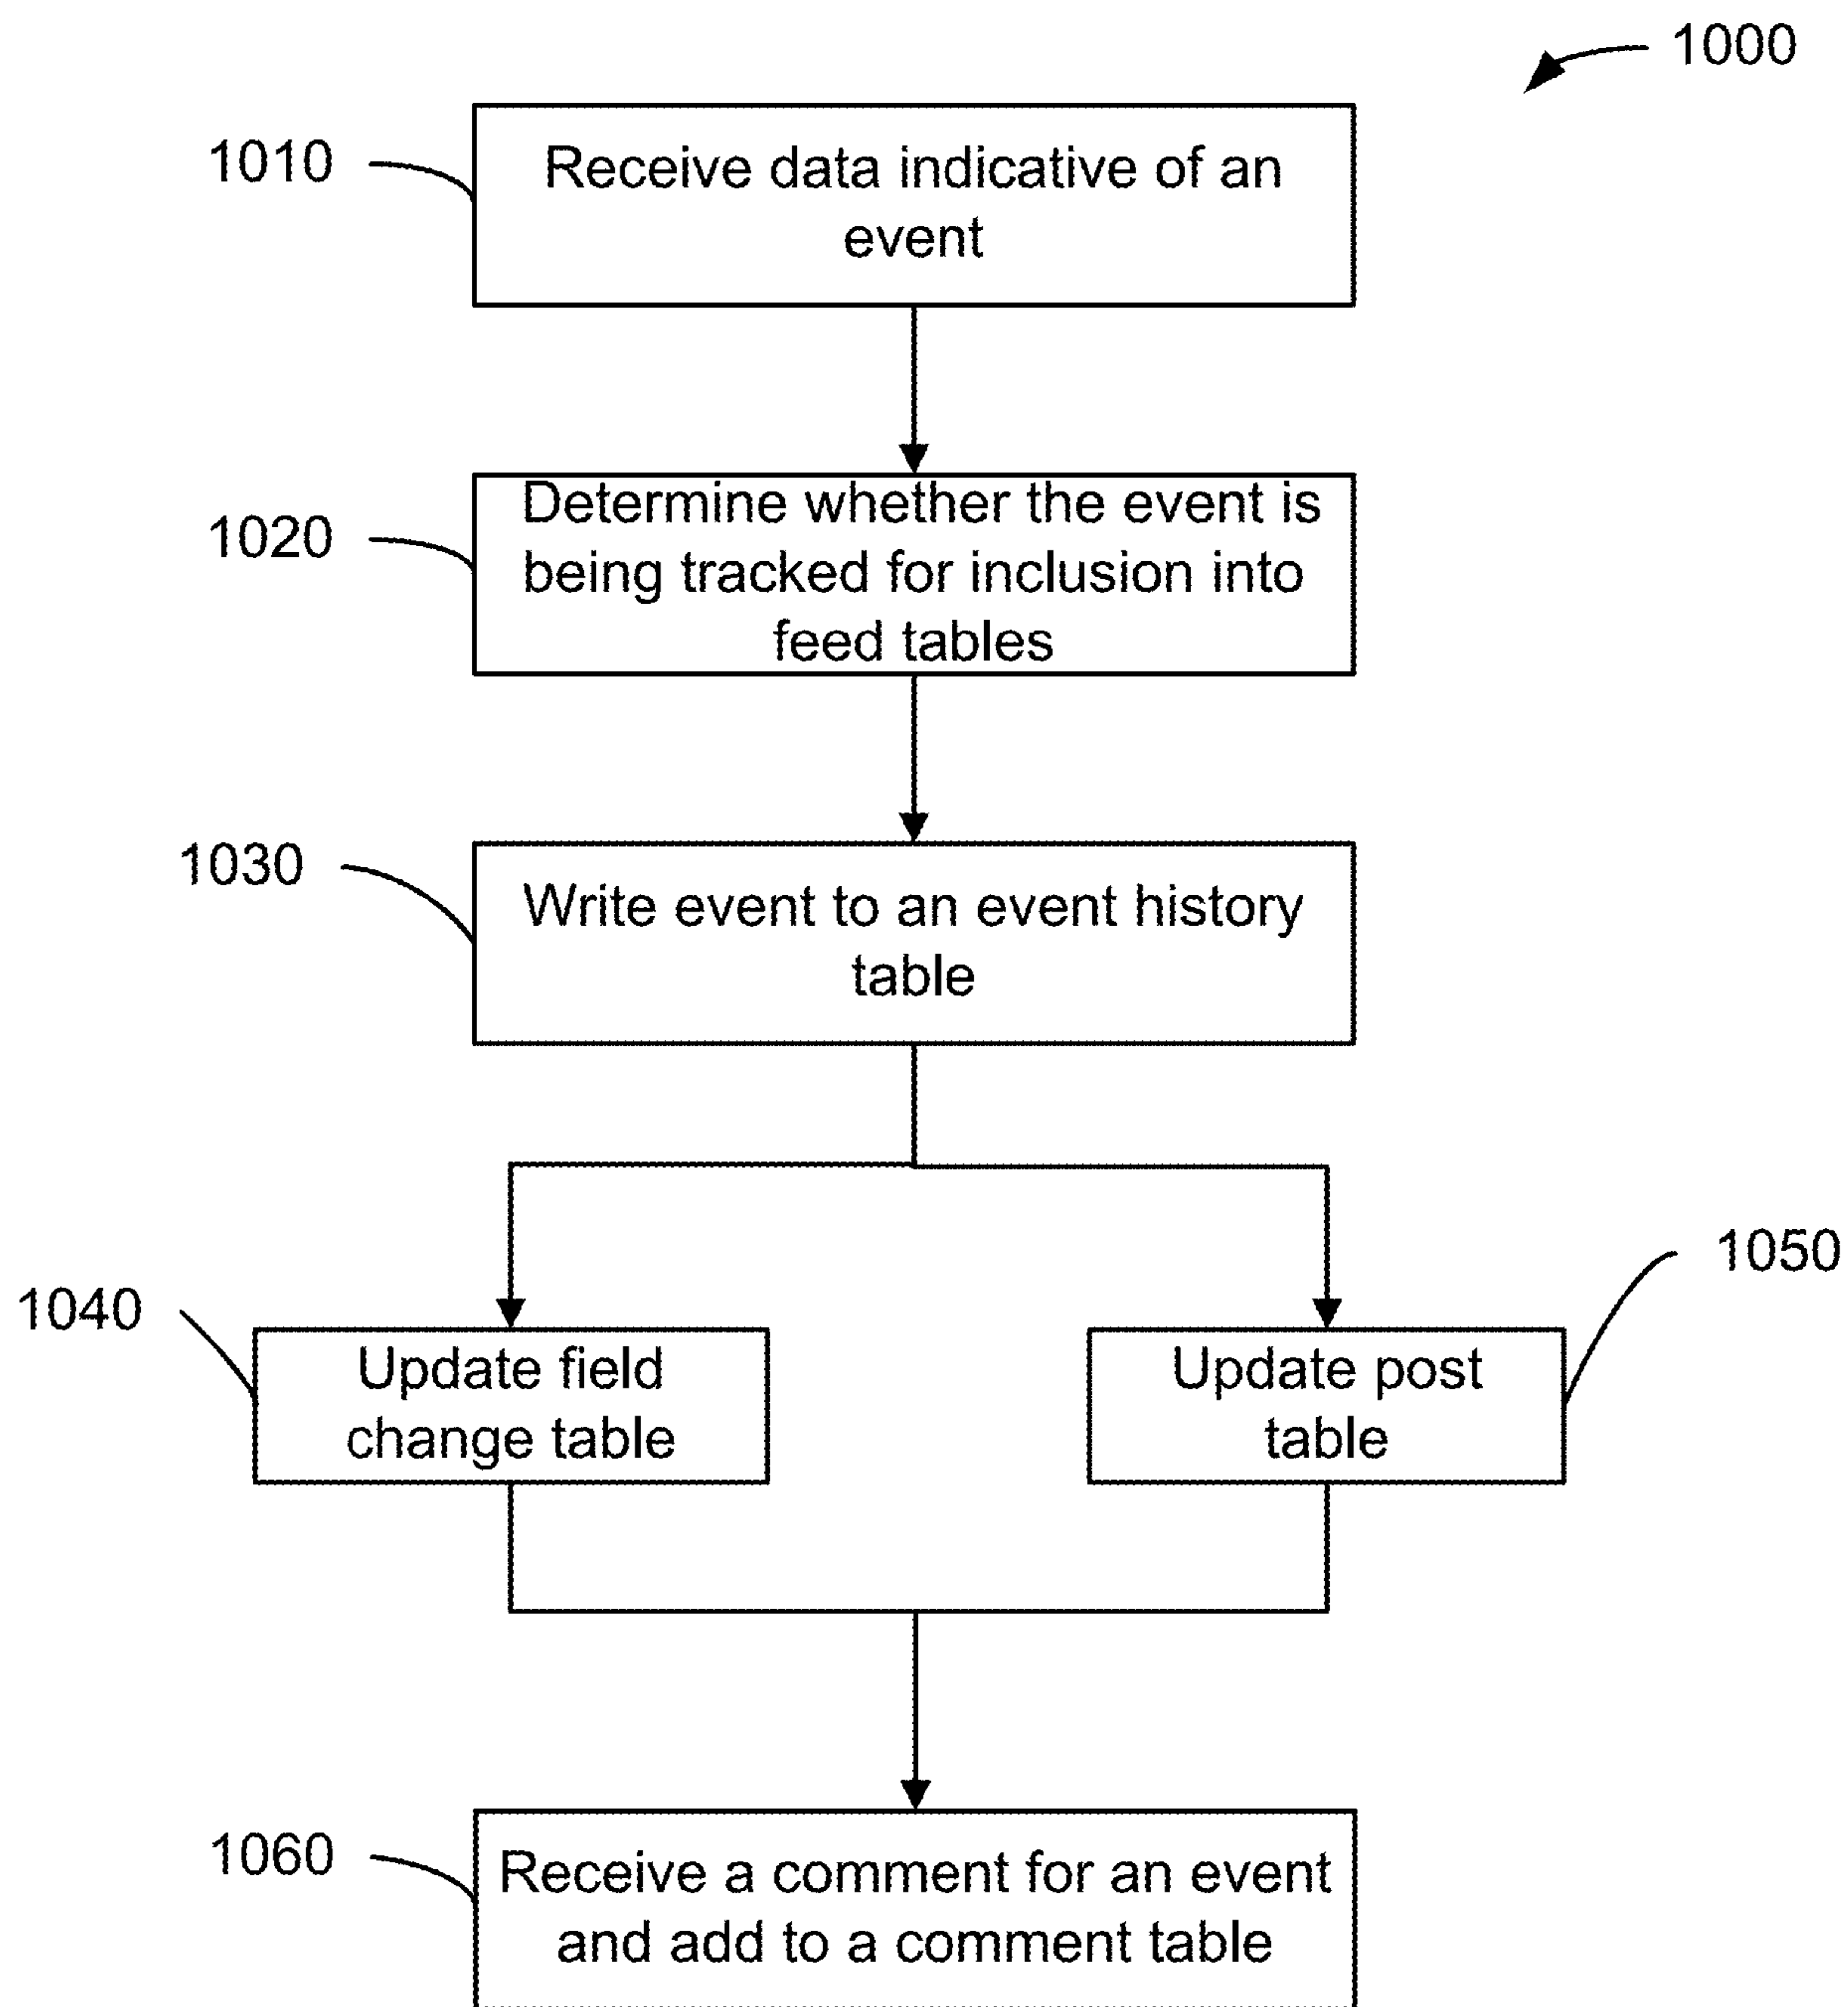 1000
1010
Receive data indicative of an
event
1020
Determine whether the event is
being tracked for inclusion into
feed tables
1030
Write event to an event history
table
1040
Update field
change table
1050
Update post
table
1060
Receive a comment for an event
and add to a comment table